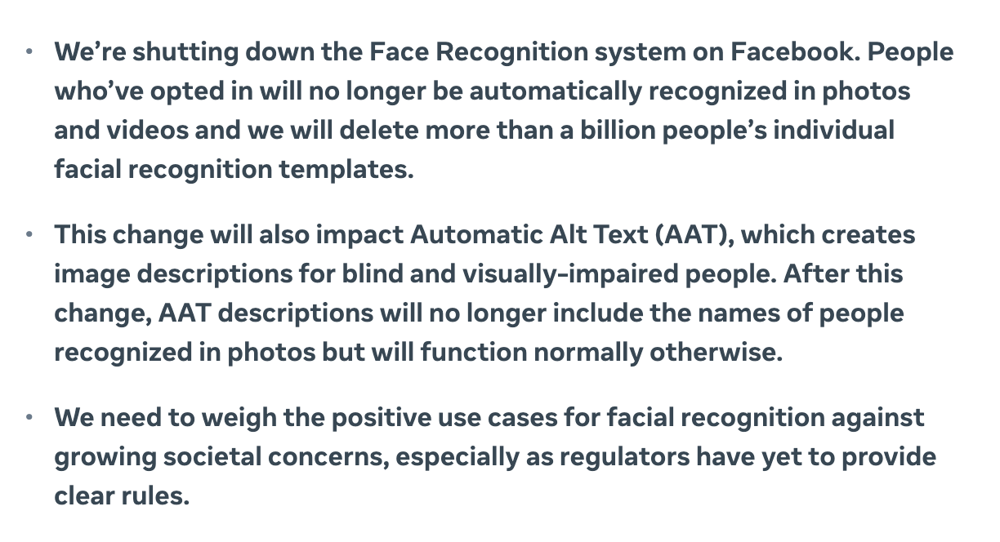 • We’re shutting down the Face Recognition system on Facebook. People
who’ve opted in will no longer be automatically recognized in photos
and videos and we will delete more than a billion people’s individual
facial recognition templates.
• This change will also impact Automatic Alt Text (AAT), which creates
image descriptions for blind and visually-impaired people. After this
change, AAT descriptions will no longer include the names of people
recognized in photos but will function normally otherwise.
• We need to weigh the positive use cases for facial recognition against
growing societal concerns, especially as regulators have yet to provide
clear rules.